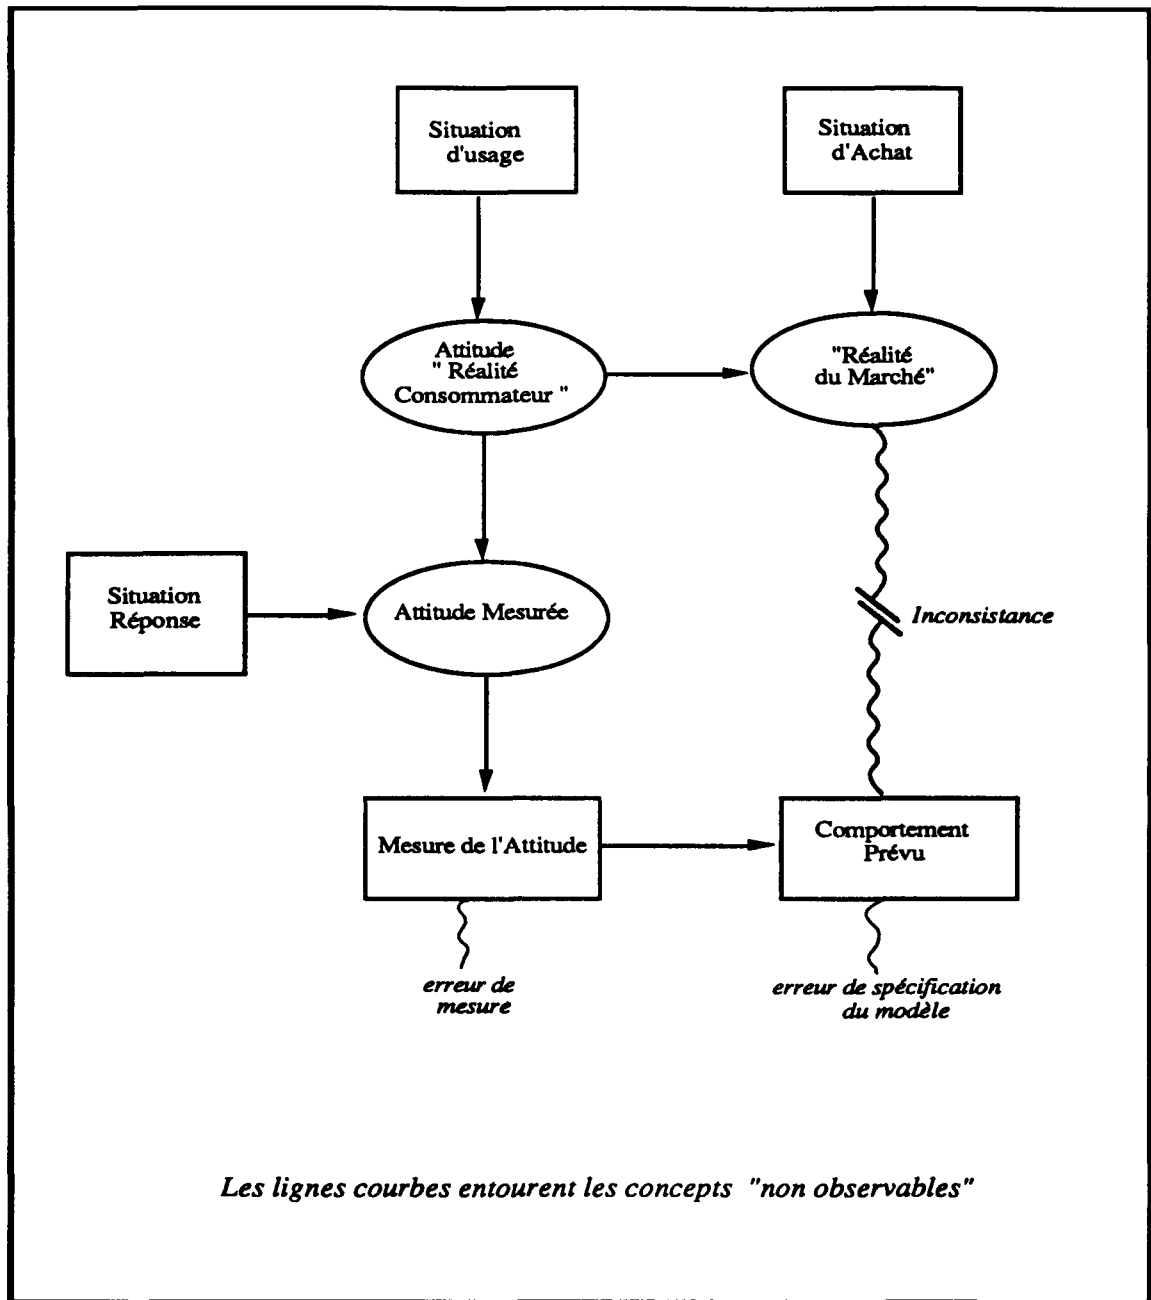 Situation
d'usage
Situation
d'Achat
Attitude
" Réalité
Consommateur "
"Réalité
du Marché"
Situation
Réponse
Attitude Mesurée
Inconsistance
Mesure de l'Attitude
Comportement
Prévu
erreur de
mesure
erreur de spécification
du modèle
Les lignes courbes entourent les concepts "non observables"